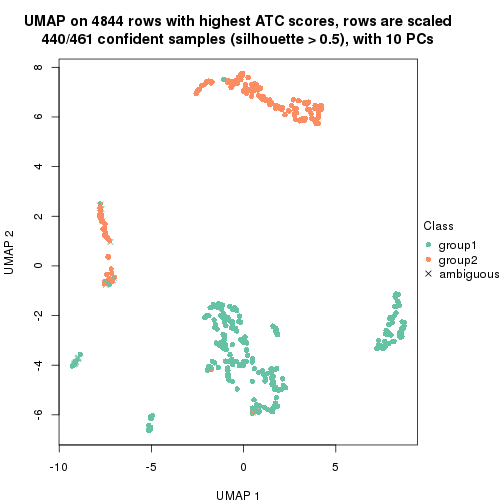 UMAP on 4844 rows with highest ATC scores, rows are scaled
440/461 confident samples (silhouette > 0.5), with 10 PCs
8
6
4
2
0
-2
-4
-6
UMAP 2
-10
-5
0
5
UMAP 1
Class
group1
group2
ambiguous